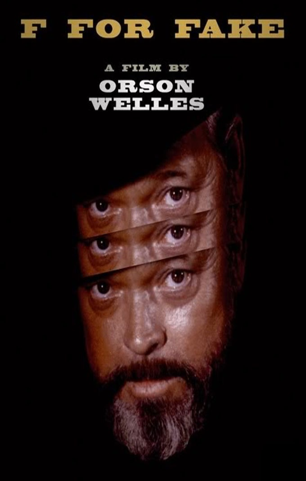 F FOR FAKE
A FILM BY
ORSON
WELLES